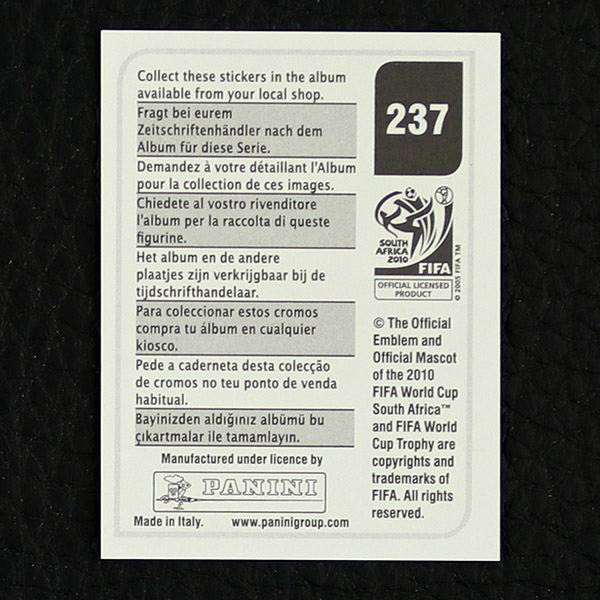 Collect these stickers in the album
available from your local shop.
Fragt bei eurem
Zeitschriftenhändler nach dem
Album für diese Serie.
Demandez à votre détaillant l'Album
pour la collection de ces images.
Chiedete al vostro rivenditore
l'album per la raccolta di queste
figurine.
Het album en de andere
plaatjes zijn verkrijgbaar bij de
tijdschrifthandelaar.
Para coleccionar estos cromos
compra tu álbum en cualquier
kiosco.
Pede a caderneta desta colecção
de cromos no teu ponto de venda
habitual.
Bayinizden aldığınız albümü bu
çıkartmalar ile tamamlayın.
Manufactured under licence by
PANINI
Made in Italy. www.paninigroup.com
237
SOUTH
AFRICA
2010
FIFA
© 2005 FIFA TM
OFFICIAL LICENSED
PRODUCT
© The Official
Emblem and
Official Mascot
of the 2010
FIFA World Cup
South Africa™
and FIFA World
Cup Trophy are
copyrights and
trademarks of
FIFA. All rights
reserved.